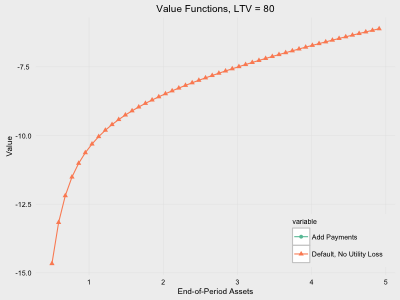 Value Functions, LTV = 80
Value
-7.5
-10.0
-12.5
-15.0
1 2 3 4 5
End-of-Period Assets
variable
Add Payments
Default, No Utility Loss